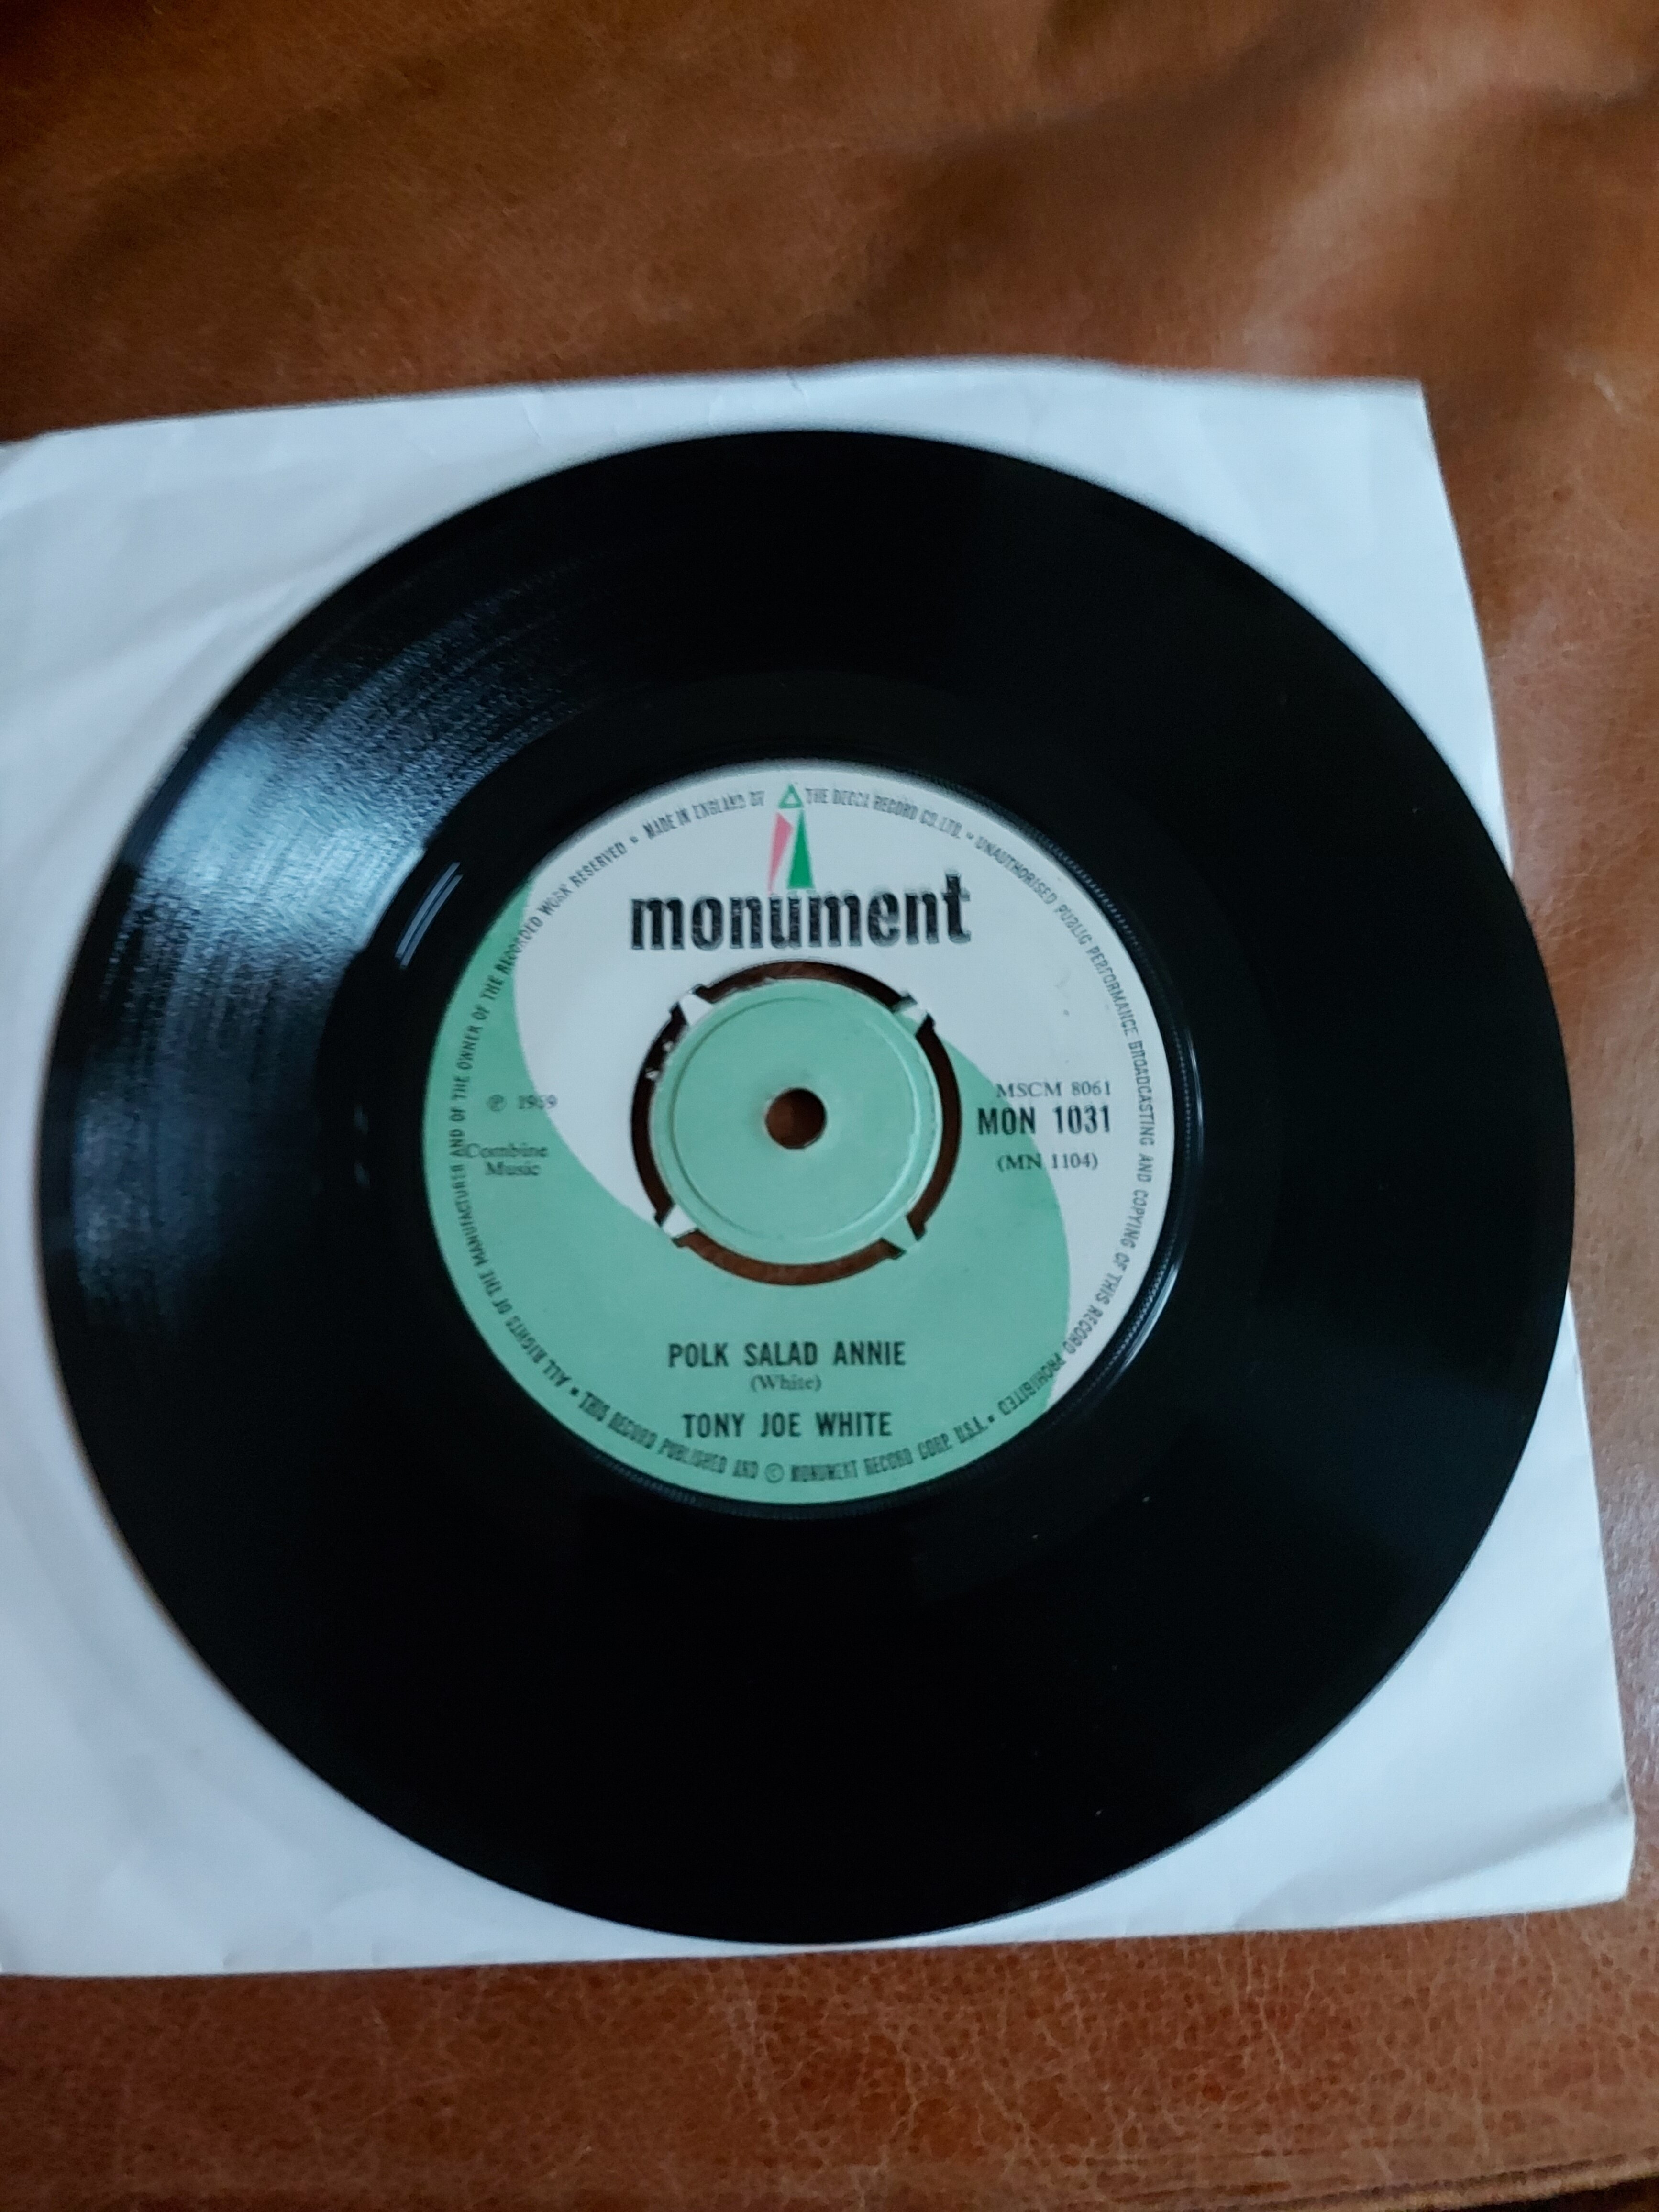 MADE IN ENGLAND BY THE DECCA RECORD CO. LTD. • UNAUTHORISED PUBLIC PERFORMANCE BROADCASTING AND COPYING OF THIS RECORD PROHIBITED • THIS RECORD PUBLISHED AND © MONUMENT RECORD CORP. U.S.A. • ALL RIGHTS OF THE MANUFACTURER AND OF THE OWNER OF THE RECORDED WORK RESERVED •
monument
℗ 1969
Combine
Music
MSCM 8061
MON 1031
(MN 1104)
POLK SALAD ANNIE
(White)
TONY JOE WHITE